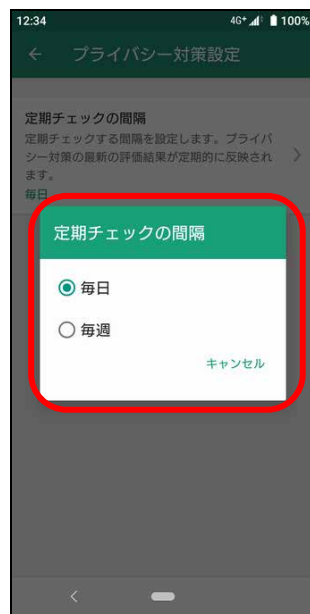 12:34 4G+ 100%
プライバシー対策設定
定期チェックの間隔
定期チェックする間隔を設定します。プライバ
シー対策の最新の評価結果が定期的に反映され
ます。
毎日
定期チェックの間隔
毎日
毎週
キャンセル